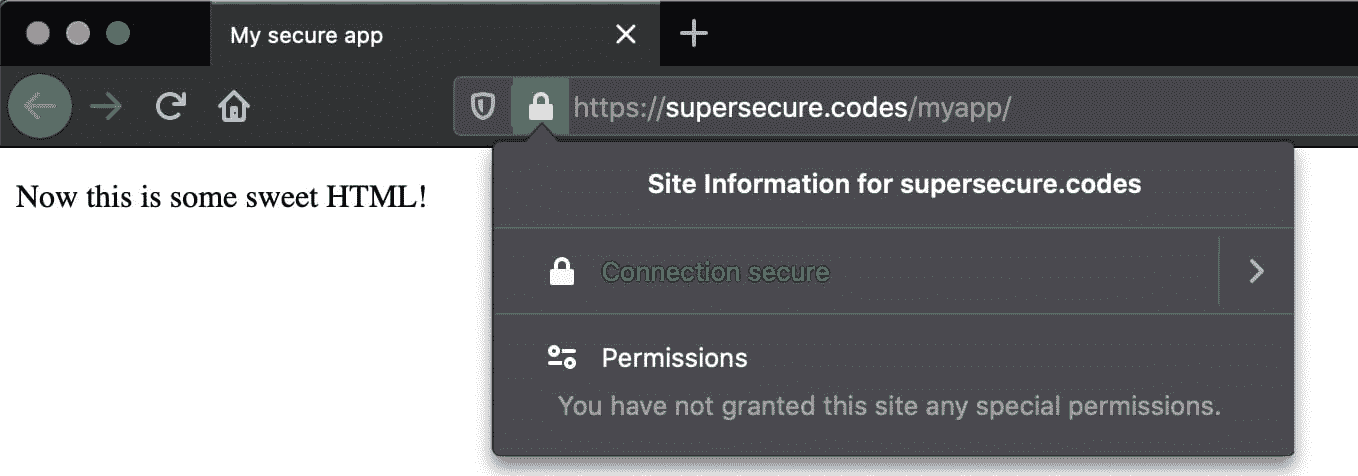 My secure app
https://supersecure.codes/myapp/
Now this is some sweet HTML!
Site Information for supersecure.codes
Connection secure
Permissions
You have not granted this site any special permissions.